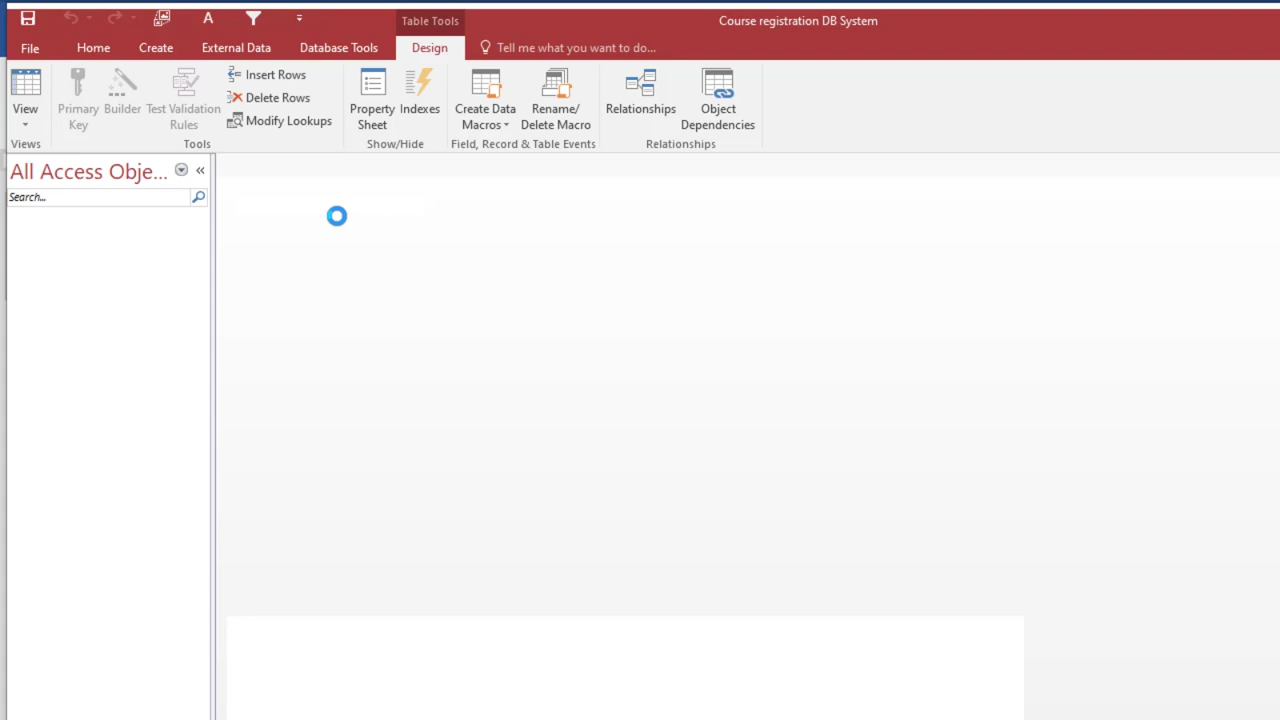 Table Tools
Course registration DB System
File Home Create External Data Database Tools Design Tell me what you want to do...
View
Primary Key
Builder
Test Validation Rules
Insert Rows
Delete Rows
Modify Lookups
Property Sheet
Indexes
Create Data Macros
Rename/ Delete Macro
Relationships
Object Dependencies
Views Tools Show/Hide Field, Record & Table Events Relationships
All Access Obje... «
Search...